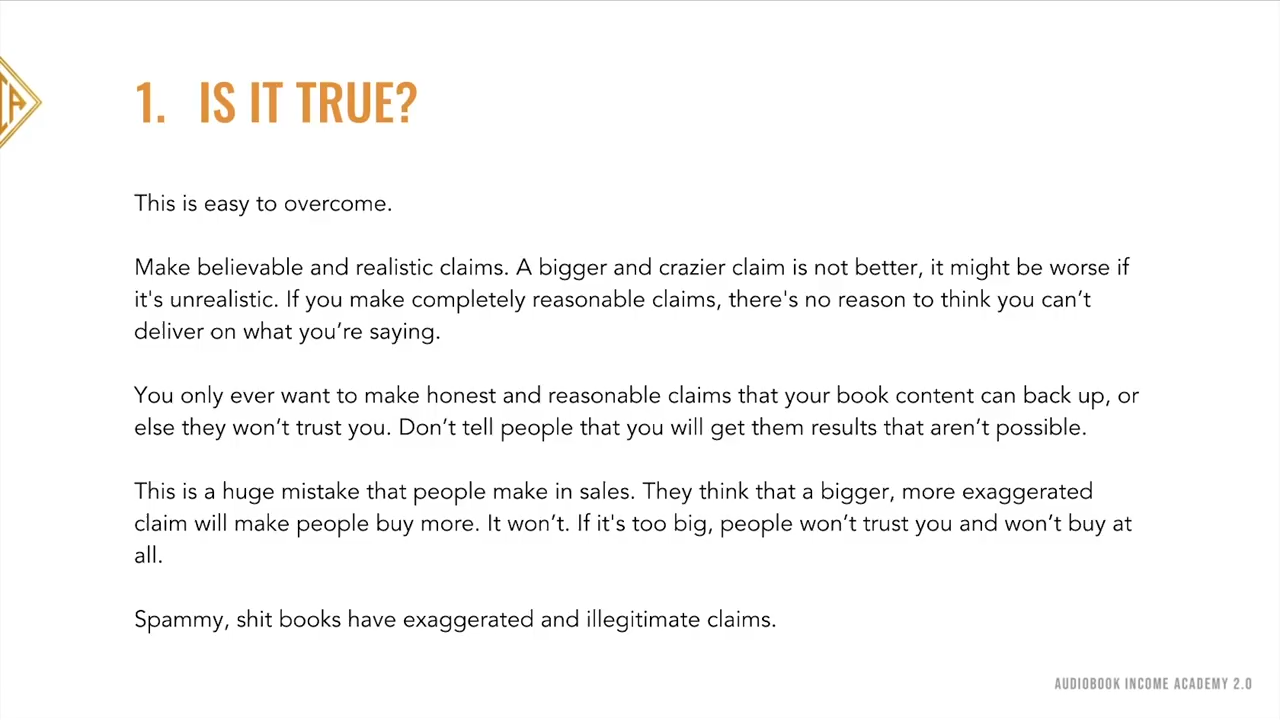 1. IS IT TRUE?
This is easy to overcome.
Make believable and realistic claims. A bigger and crazier claim is not better, it might be worse if
it's unrealistic. If you make completely reasonable claims, there's no reason to think you can’t
deliver on what you’re saying.
You only ever want to make honest and reasonable claims that your book content can back up, or
else they won’t trust you. Don’t tell people that you will get them results that aren’t possible.
This is a huge mistake that people make in sales. They think that a bigger, more exaggerated
claim will make people buy more. It won’t. If it's too big, people won’t trust you and won’t buy at
all.
Spammy, shit books have exaggerated and illegitimate claims.
AUDIOBOOK INCOME ACADEMY 2.0